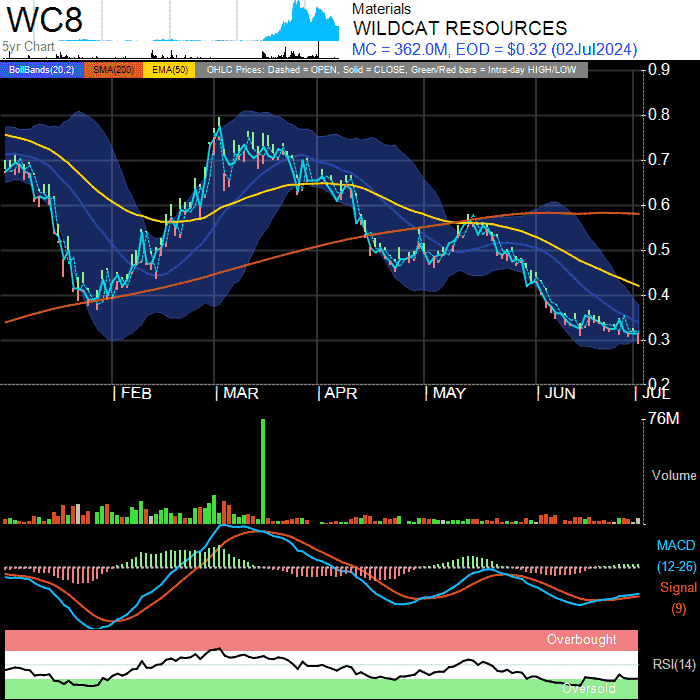 WC8
5yr Chart
Materials
WILDCAT RESOURCES
MC = 362.0M, EOD = $0.32 (02Jul2024)
BollBands(20,2) SMA(200) EMA(50) OHLC Prices: Dashed = OPEN, Solid = CLOSE, Green/Red bars = Intra-day HIGH/LOW
0.9
0.8
0.7
0.6
0.5
0.4
0.3
0.2
FEB MAR APR MAY JUN JUL
76M
Volume
MACD
(12-26)
Signal
(9)
Overbought
RSI(14)
Oversold